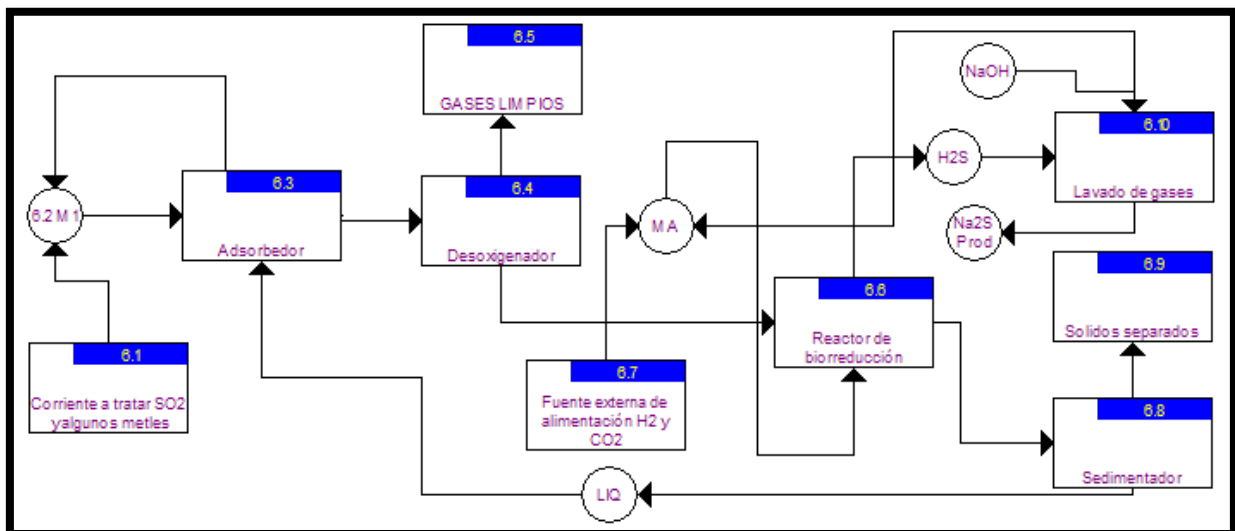 6.5
GASES LIMPIOS
NaOH
6.10
Lavado de gases
H2S
6.3
Adsorbedor
6.4
Desoxigenador
6.2 M 1
M A
Na2S
Prod
6.9
Solidos separados
6.6
Reactor de
biorreducción
6.1
Corriente a tratar SO2
yalgunos metles
6.7
Fuente externa de
alimentación H2 y
CO2
6.8
Sedimentador
LIQ